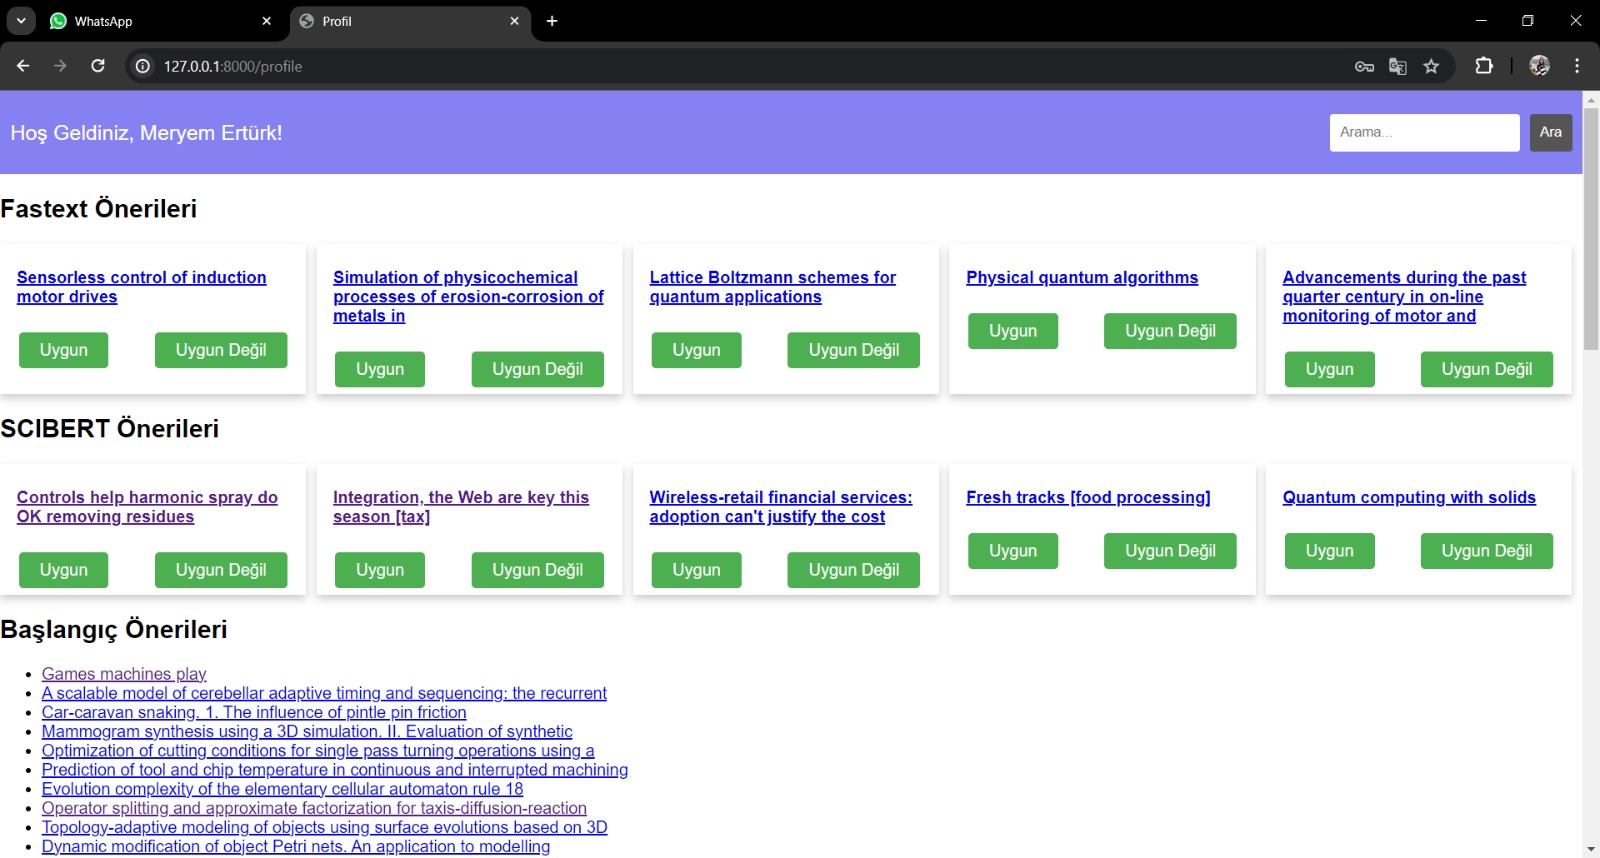 WhatsApp
Profil
127.0.0.1:8000/profile
Hoş Geldiniz, Meryem Ertürk!
Arama...
Ara
Fastext Önerileri
Sensorless control of induction
motor drives
Uygun
Uygun Değil
Simulation of physicochemical
processes of erosion-corrosion of
metals in
Uygun
Uygun Değil
Lattice Boltzmann schemes for
quantum applications
Uygun
Uygun Değil
Physical quantum algorithms
Uygun
Uygun Değil
Advancements during the past
quarter century in on-line
monitoring of motor and
Uygun
Uygun Değil
SCIBERT Önerileri
Controls help harmonic spray do
OK removing residues
Uygun
Uygun Değil
Integration, the Web are key this
season [tax]
Uygun
Uygun Değil
Wireless-retail financial services:
adoption can't justify the cost
Uygun
Uygun Değil
Fresh tracks [food processing]
Uygun
Uygun Değil
Quantum computing with solids
Uygun
Uygun Değil
Başlangıç Önerileri
Games machines play
A scalable model of cerebellar adaptive timing and sequencing: the recurrent
Car-caravan snaking. 1. The influence of pintle pin friction
Mammogram synthesis using a 3D simulation. II. Evaluation of synthetic
Optimization of cutting conditions for single pass turning operations using a
Prediction of tool and chip temperature in continuous and interrupted machining
Evolution complexity of the elementary cellular automaton rule 18
Operator splitting and approximate factorization for taxis-diffusion-reaction
Topology-adaptive modeling of objects using surface evolutions based on 3D
Dynamic modification of object Petri nets. An application to modelling